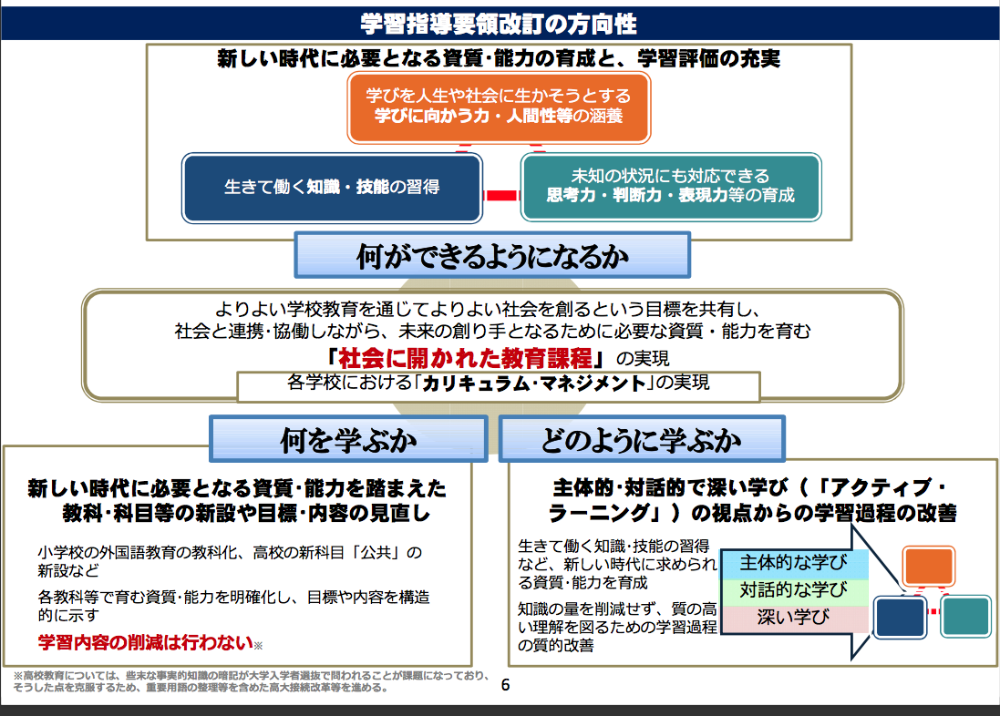 学習指導要領改訂の方向性
新しい時代に必要となる資質･能力の育成と、学習評価の充実
学びを人生や社会に生かそうとする
学びに向かう力・人間性等の涵養
生きて働く知識・技能の習得
未知の状況にも対応できる
思考力・判断力・表現力等の育成
何ができるようになるか
よりよい学校教育を通じてよりよい社会を創るという目標を共有し、
社会と連携･協働しながら、未来の創り手となるために必要な資質・能力を育む
「社会に開かれた教育課程」の実現
各学校における「カリキュラム･マネジメント」の実現
何を学ぶか
新しい時代に必要となる資質･能力を踏まえた
教科･科目等の新設や目標･内容の見直し
小学校の外国語教育の教科化、高校の新科目「公共」の
新設など
各教科等で育む資質･能力を明確化し、目標や内容を構造
的に示す
学習内容の削減は行わない※
どのように学ぶか
主体的･対話的で深い学び（「アクティブ・
ラーニング」）の視点からの学習過程の改善
生きて働く知識･技能の習得
など、新しい時代に求められ
る資質･能力を育成
知識の量を削減せず、質の高
い理解を図るための学習過程
の質的改善
主体的な学び
対話的な学び
深い学び
※高校教育については、些末な事実的知識の暗記が大学入学者選抜で問われることが課題になっており、
そうした点を克服するため、重要用語の整理等を含めた高大接続改革等を進める。
6